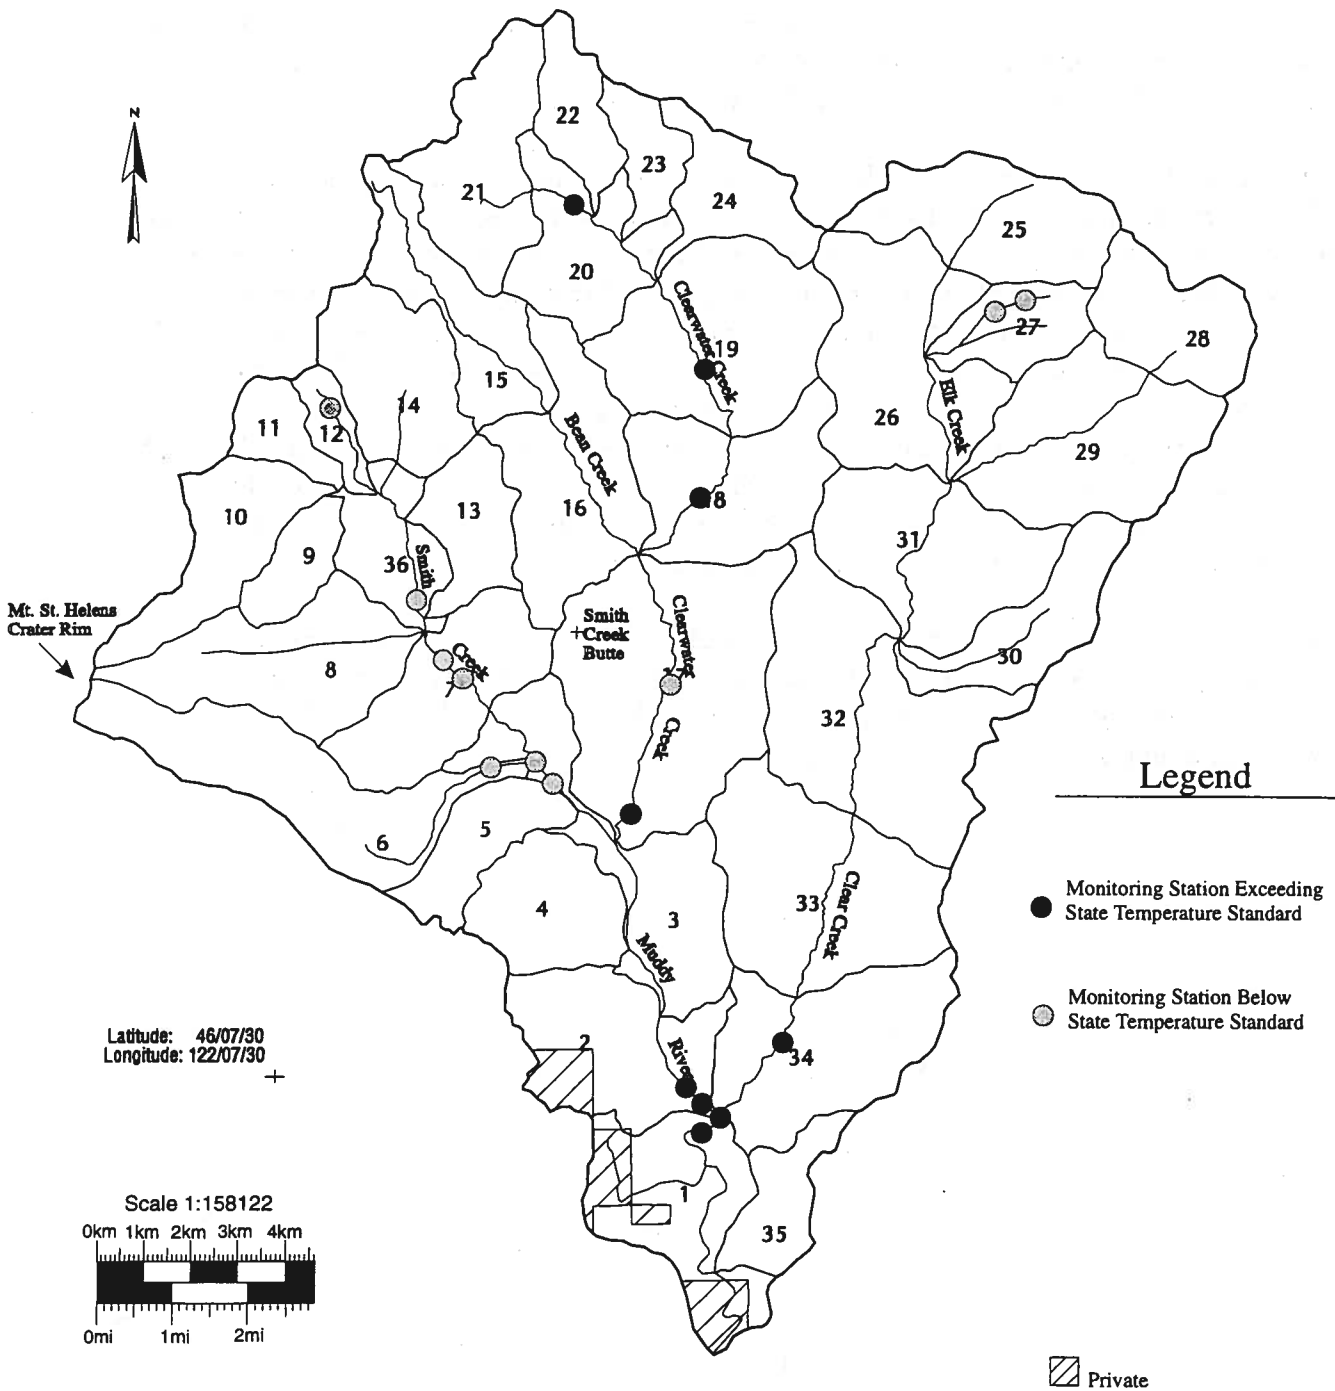 N
22
23
21
24
25
20
Clearwater Creek
19
27
28
15
14
11
12
26
Elk Creek
29
Bean Creek
10
13
16
18
31
9
36
Smith
Mt. St. Helens
Crater Rim
Smith
Creek
Butte
Clearwater
Creek
8
Creek
30
7
32
Creek
Legend
5
6
4
3
33
Clear Creek
Monitoring Station Exceeding
State Temperature Standard
Muddy
Monitoring Station Below
State Temperature Standard
Latitude: 46/07/30
Longitude: 122/07/30
2
River
34
1
35
Scale 1:158122
0km 1km 2km 3km 4km
0mi 1mi 2mi
Private